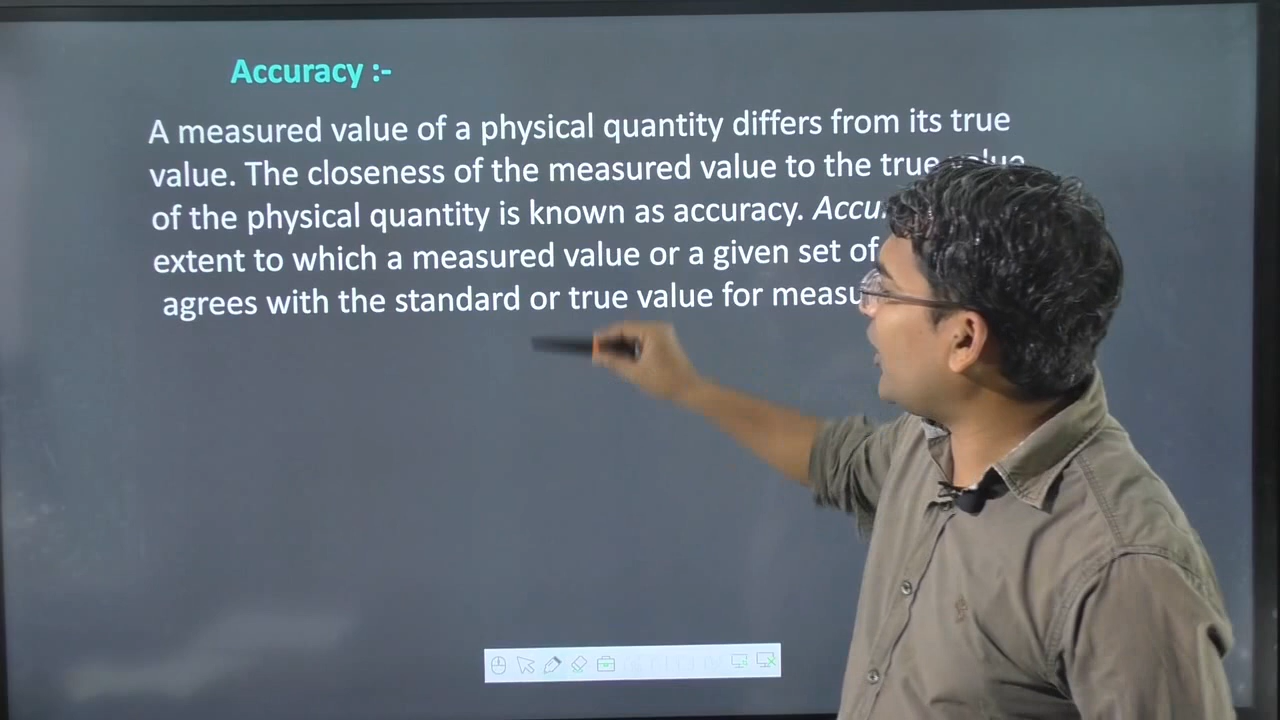 Accuracy :-
A measured value of a physical quantity differs from its true
value. The closeness of the measured value to the true value
of the physical quantity is known as accuracy.
extent to which a measured value or a given set of
agrees with the standard or true value for